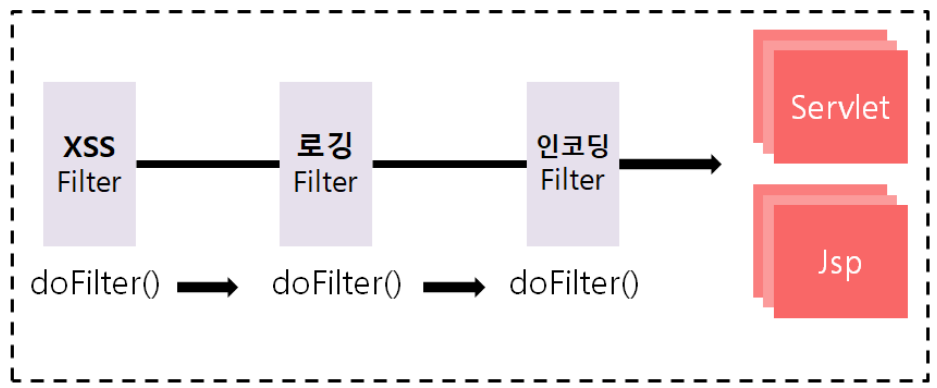 XSS
Filter
로깅
Filter
인코딩
Filter
Servlet
Jsp
doFilter()
doFilter()
doFilter()